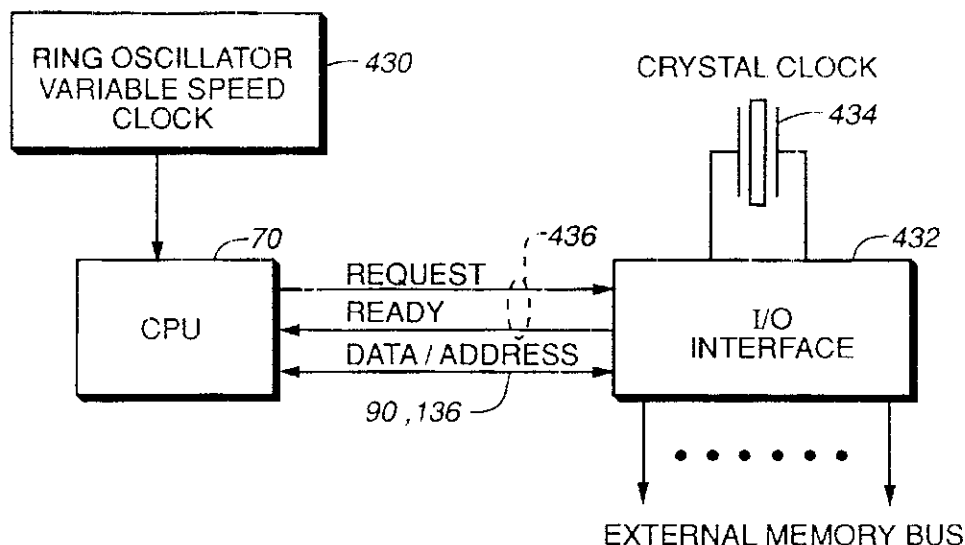 RING OSCILLATOR
VARIABLE SPEED
CLOCK
430
CRYSTAL CLOCK
434
70
436
432
REQUEST
READY
CPU
I/O
INTERFACE
DATA / ADDRESS
90 , 136
EXTERNAL MEMORY BUS